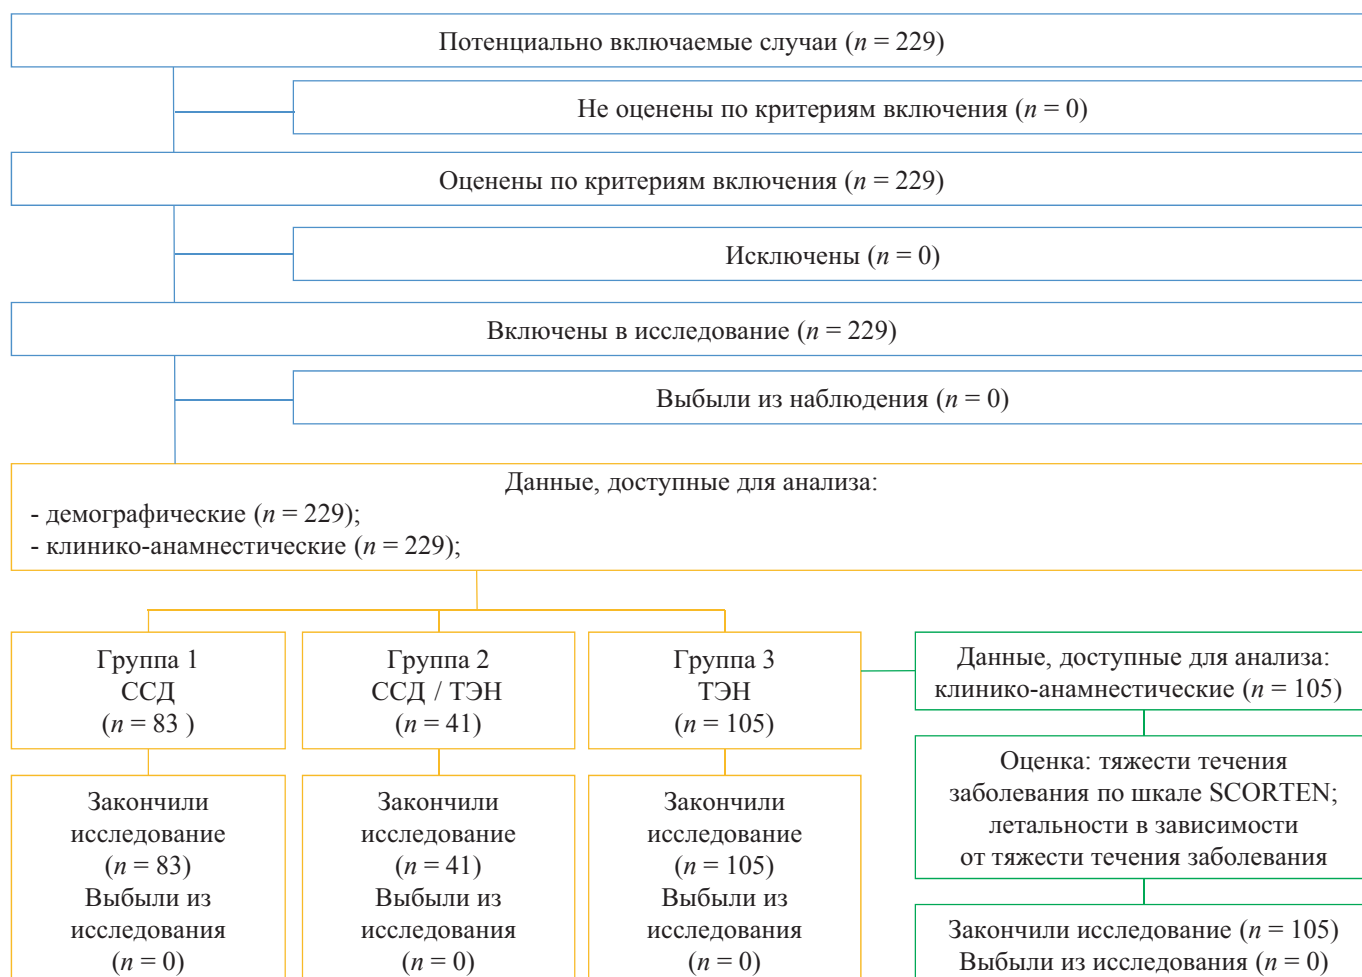 Потенциально включаемые случаи (n = 229)
Не оценены по критериям включения (n = 0)
Оценены по критериям включения (n = 229)
Исключены (n = 0)
Включены в исследование (n = 229)
Выбыли из наблюдения (n = 0)
Данные, доступные для анализа:
- демографические (n = 229);
- клинико-анамнестические (n = 229);
Группа 1
ССД
(n = 83 )
Группа 2
ССД / ТЭН
(n = 41)
Группа 3
ТЭН
(n = 105)
Данные, доступные для анализа:
клинико-анамнестические (n = 105)
Оценка: тяжести течения
заболевания по шкале SCORTEN;
летальности в зависимости
от тяжести течения заболевания
Закончили
исследование
(n = 83)
Выбыли из
исследования
(n = 0)
Закончили
исследование
(n = 41)
Выбыли из
исследования
(n = 0)
Закончили
исследование
(n = 105)
Выбыли из
исследования
(n = 0)
Закончили исследование (n = 105)
Выбыли из исследования (n = 0)